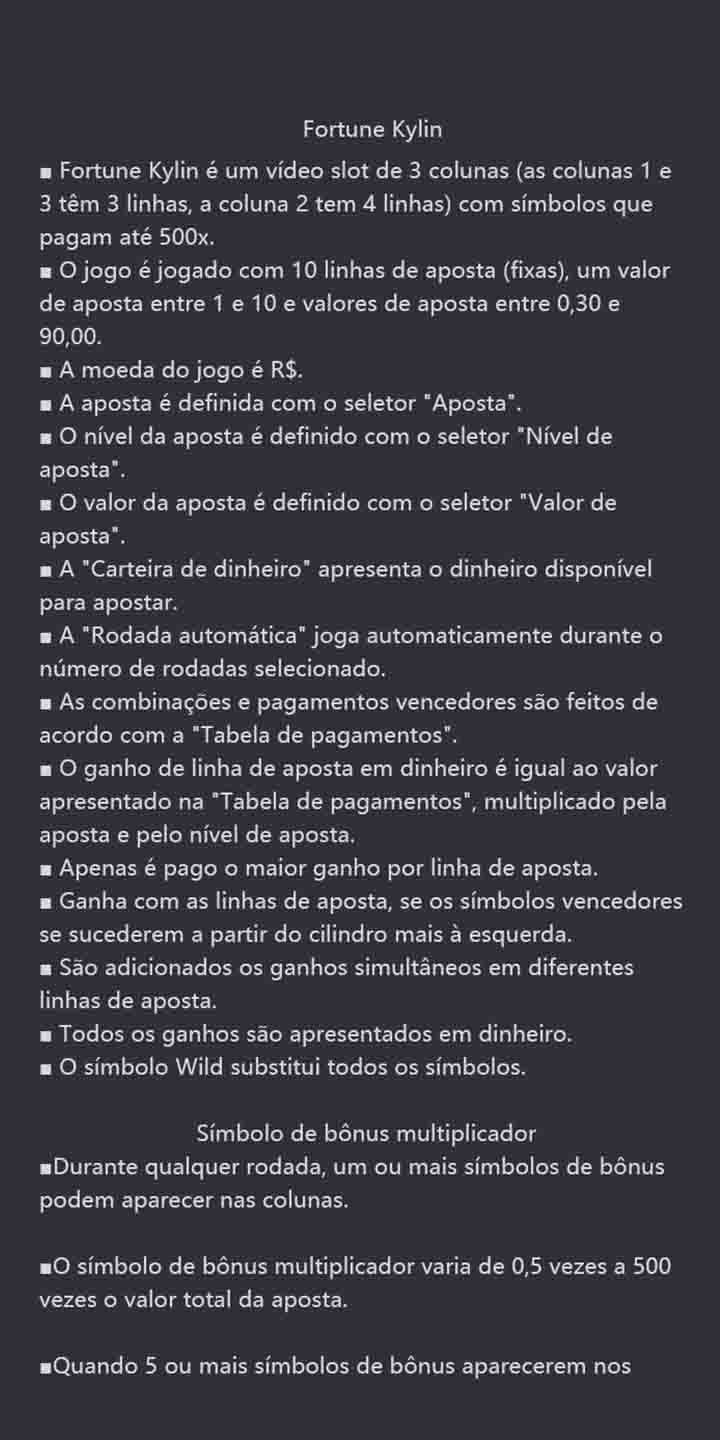 Fortune Kylin
■ Fortune Kylin é um vídeo slot de 3 colunas (as colunas 1 e
3 têm 3 linhas, a coluna 2 tem 4 linhas) com símbolos que
pagam até 500x.
■ O jogo é jogado com 10 linhas de aposta (fixas), um valor
de aposta entre 1 e 10 e valores de aposta entre 0,30 e
90,00.
■ A moeda do jogo é R$.
■ A aposta é definida com o seletor "Aposta".
■ O nível da aposta é definido com o seletor "Nível de
aposta".
■ O valor da aposta é definido com o seletor "Valor de
aposta".
■ A "Carteira de dinheiro" apresenta o dinheiro disponível
para apostar.
■ A "Rodada automática" joga automaticamente durante o
número de rodadas selecionado.
■ As combinações e pagamentos vencedores são feitos de
acordo com a "Tabela de pagamentos".
■ O ganho de linha de aposta em dinheiro é igual ao valor
apresentado na "Tabela de pagamentos", multiplicado pela
aposta e pelo nível de aposta.
■ Apenas é pago o maior ganho por linha de aposta.
■ Ganha com as linhas de aposta, se os símbolos vencedores
se sucederem a partir do cilindro mais à esquerda.
■ São adicionados os ganhos simultâneos em diferentes
linhas de aposta.
■ Todos os ganhos são apresentados em dinheiro.
■ O símbolo Wild substitui todos os símbolos.
Símbolo de bônus multiplicador
■Durante qualquer rodada, um ou mais símbolos de bônus
podem aparecer nas colunas.
■O símbolo de bônus multiplicador varia de 0,5 vezes a 500
vezes o valor total da aposta.
■Quando 5 ou mais símbolos de bônus aparecerem nos